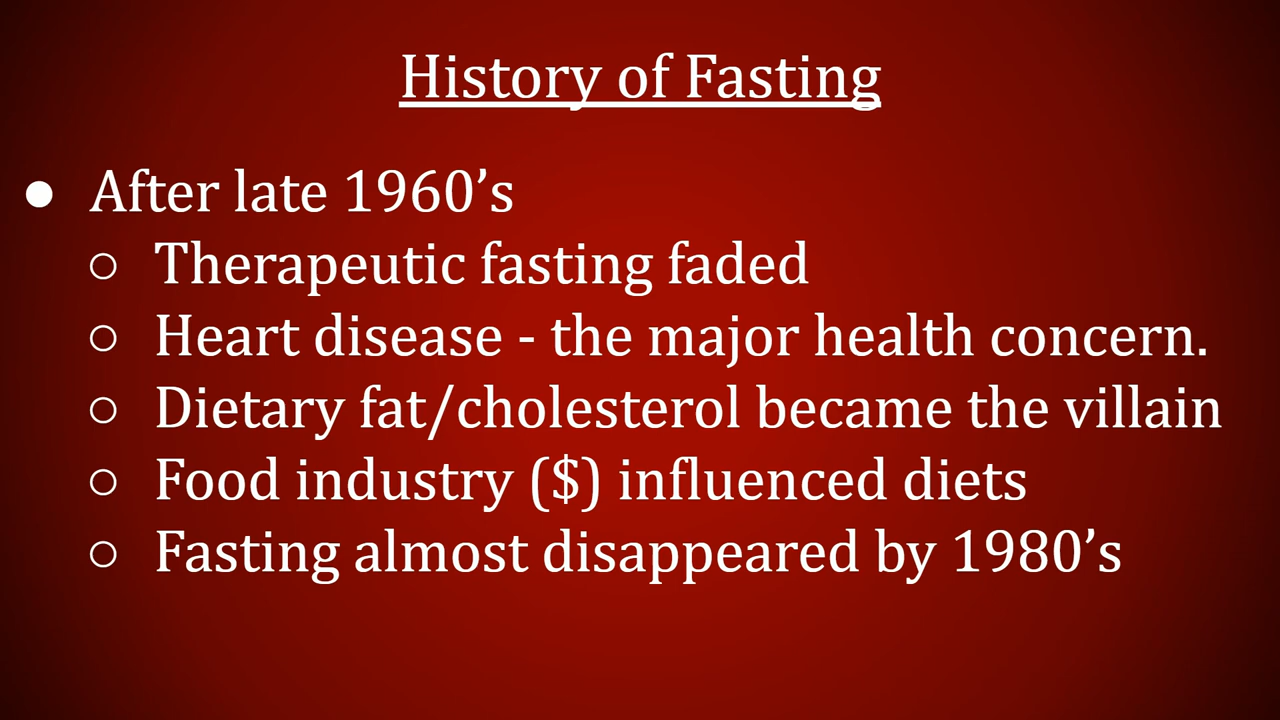 History of Fasting
● After late 1960’s
○ Therapeutic fasting faded
○ Heart disease - the major health concern.
○ Dietary fat/cholesterol became the villain
○ Food industry ($) influenced diets
○ Fasting almost disappeared by 1980’s